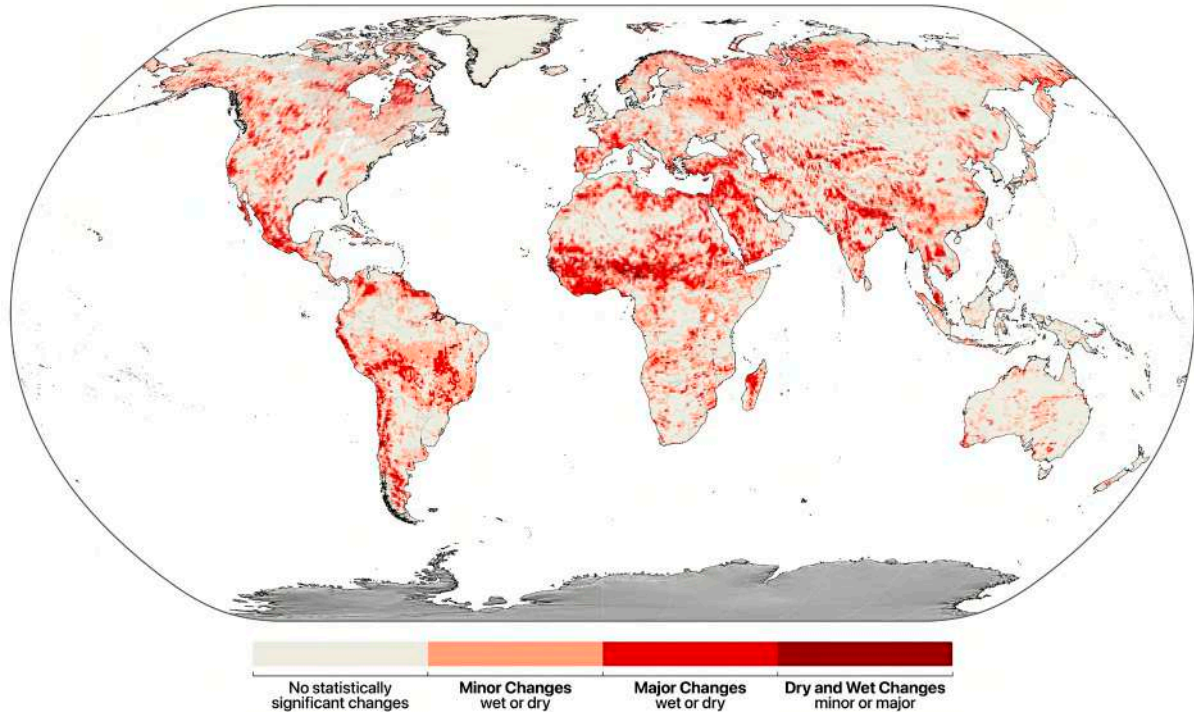 No statistically
significant changes
Minor Changes
wet or dry
Major Changes
wet or dry
Dry and Wet Changes
minor or major